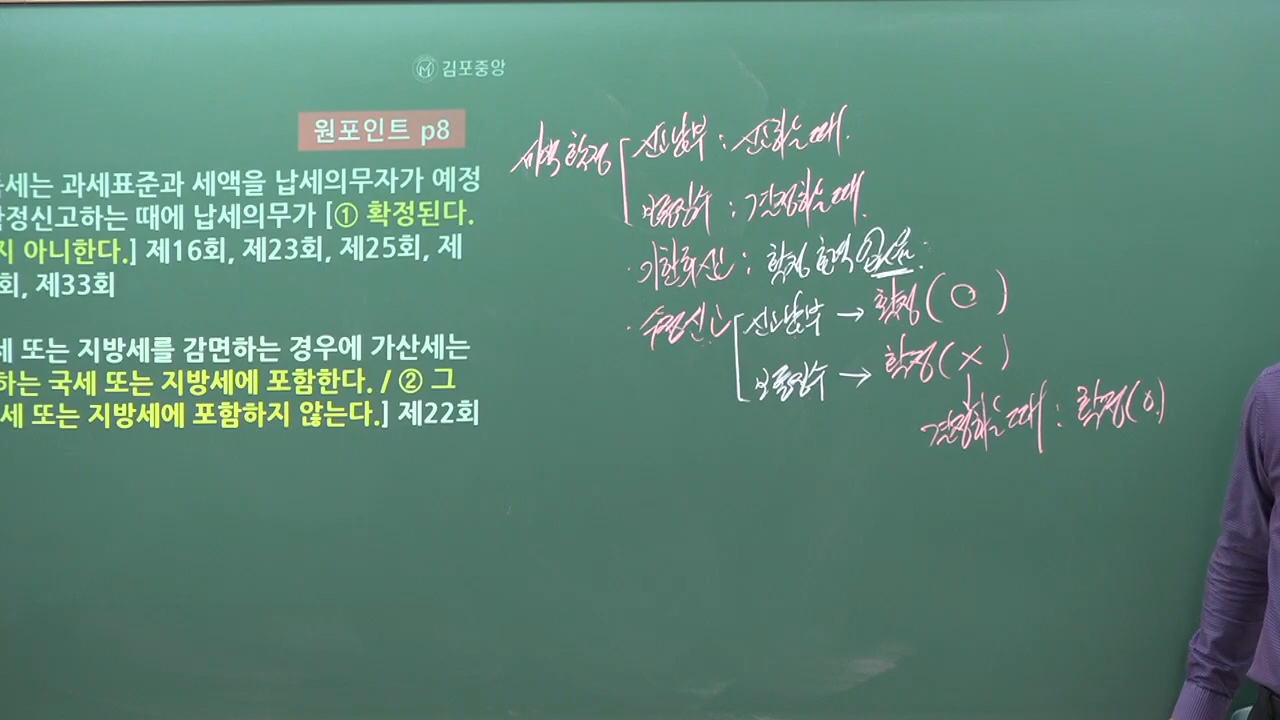 김포중앙
원포인트 p8
세는 과세표준과 세액을 납세의무자가 예정
확정신고하는 때에 납세의무가 [① 확정된다.
지 아니한다.] 제16회, 제23회, 제25회, 제
회, 제33회
세 또는 지방세를 감면하는 경우에 가산세는
하는 국세 또는 지방세에 포함한다. / ② 그
세 또는 지방세에 포함하지 않는다.] 제22회
세액확정
신고납부 : 신고하는 때.
보통징수 : 결정하는 때.
· 기한후신고 : 확정 효력 없음.
· 수정신고
신고납부 → 확정 (○)
보통징수 → 확정 (×)
결정하는 때 : 확정(○)